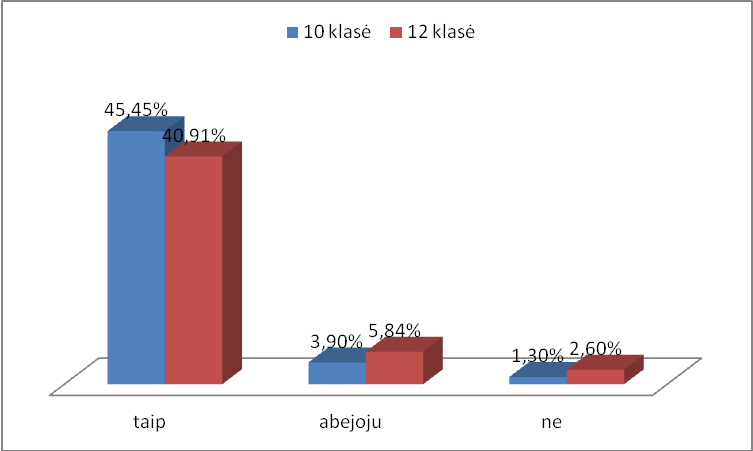 10 klasė 12 klasė
45,45%
40,91%
3,90% 5,84%
1,30% 2,60%
taip abejoju ne